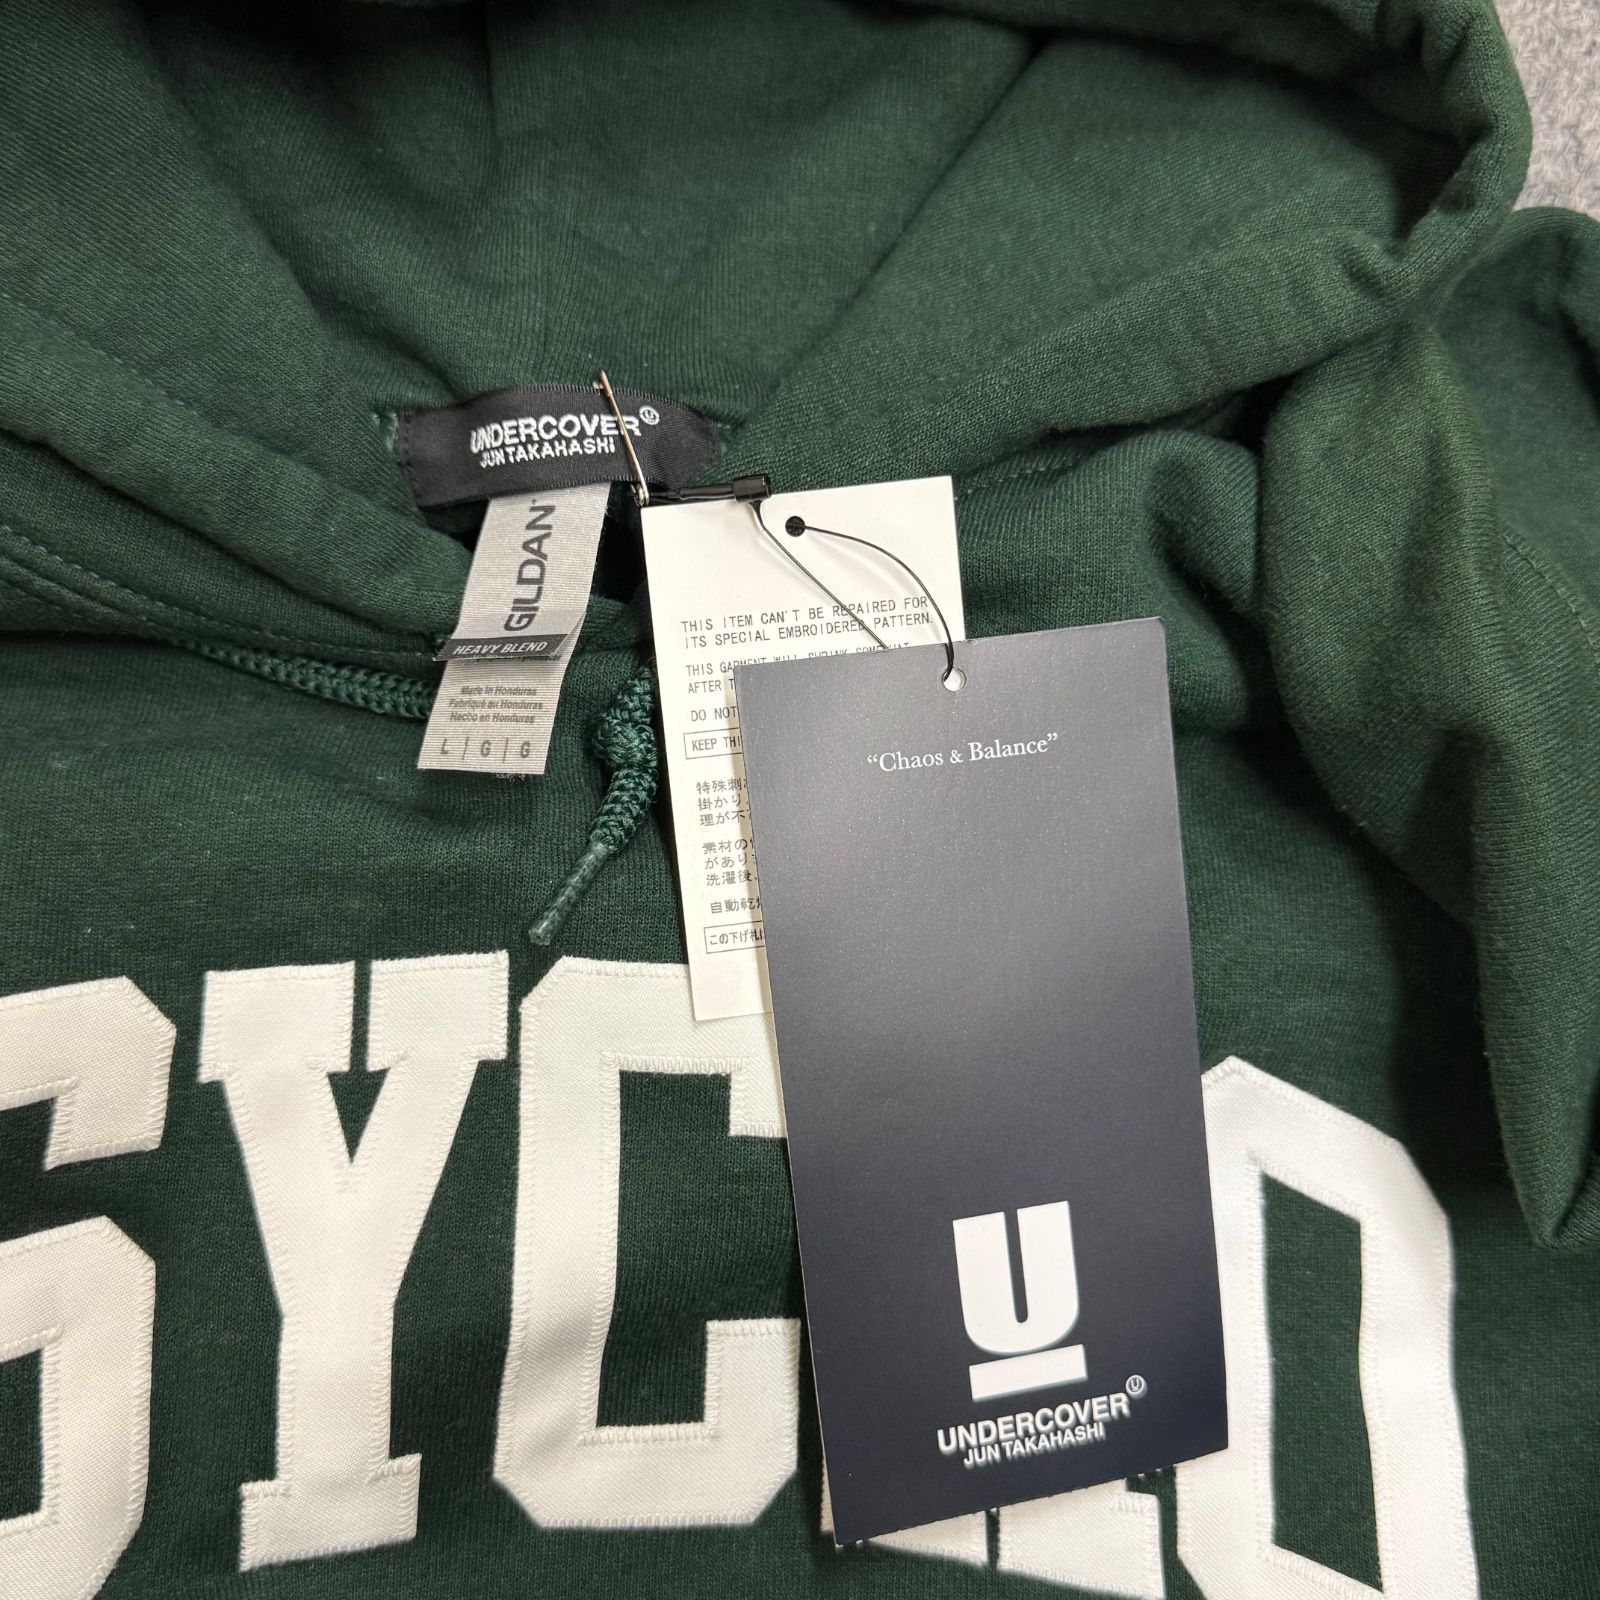 UNDERCOVER
JUN TAKAHASHI
GILDAN
HEAVY BLEND
Made in Honduras
Fabriqué au Honduras
Hecho en Honduras
L | G | G
THIS ITEM CAN'T BE REPAIRED FOR
ITS SPECIAL EMBROIDERED PATTERN.
THIS GARMENT WILL SHRINK SOMEWHAT
AFTER
DO NOT
KEEP
特殊刺
掛かり
理が不
素材の
があり
洗濯後、
自動乾
この下げ札
"Chaos & Balance"
U
UNDERCOVER
JUN TAKAHASHI
SYC
O